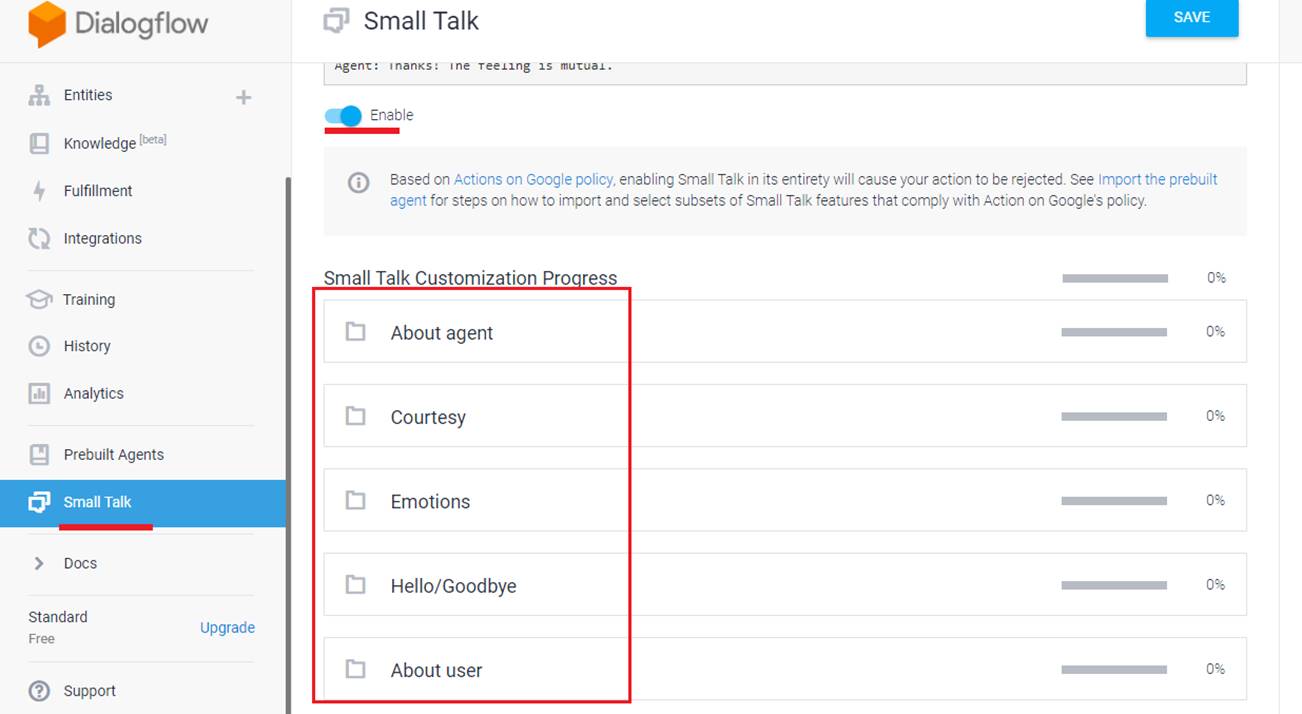 Dialogflow
Entities
Knowledge [beta]
Fulfillment
Integrations
Training
History
Analytics
Prebuilt Agents
Small Talk
Docs
Standard
Free
Upgrade
Support
Small Talk
SAVE
Agent: Thanks! The feeling is mutual.
Enable
Based on Actions on Google policy, enabling Small Talk in its entirety will cause your action to be rejected. See Import the prebuilt
agent for steps on how to import and select subsets of Small Talk features that comply with Action on Google's policy.
Small Talk Customization Progress 0%
About agent 0%
Courtesy 0%
Emotions 0%
Hello/Goodbye 0%
About user 0%